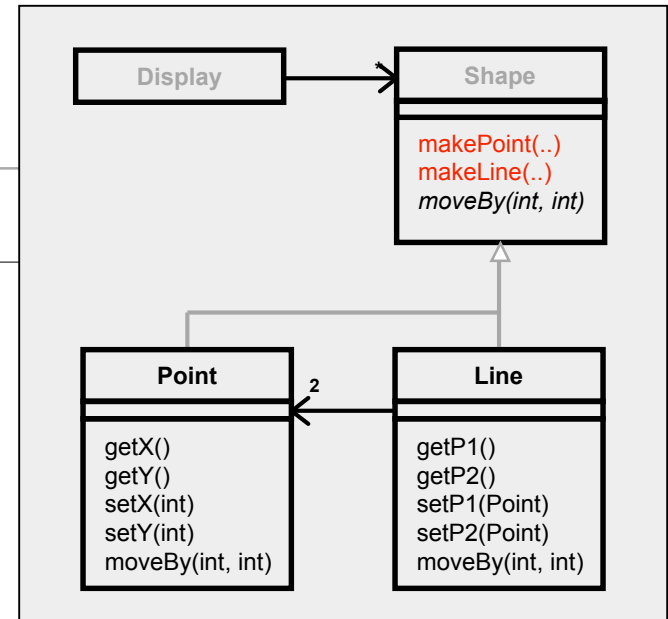 Display
*
Shape
makePoint(..)
makeLine(..)
moveBy(int, int)
Point
2
Line
getX()
getY()
setX(int)
setY(int)
moveBy(int, int)
getP1()
getP2()
setP1(Point)
setP2(Point)
moveBy(int, int)